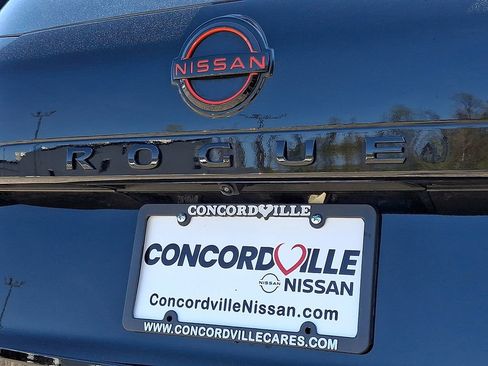 NISSAN
ROGUE
CONCORDVILLE
CONCORDVILLE
NISSAN NISSAN
ConcordvilleNissan.com
WWW.CONCORDVILLECARES.COM